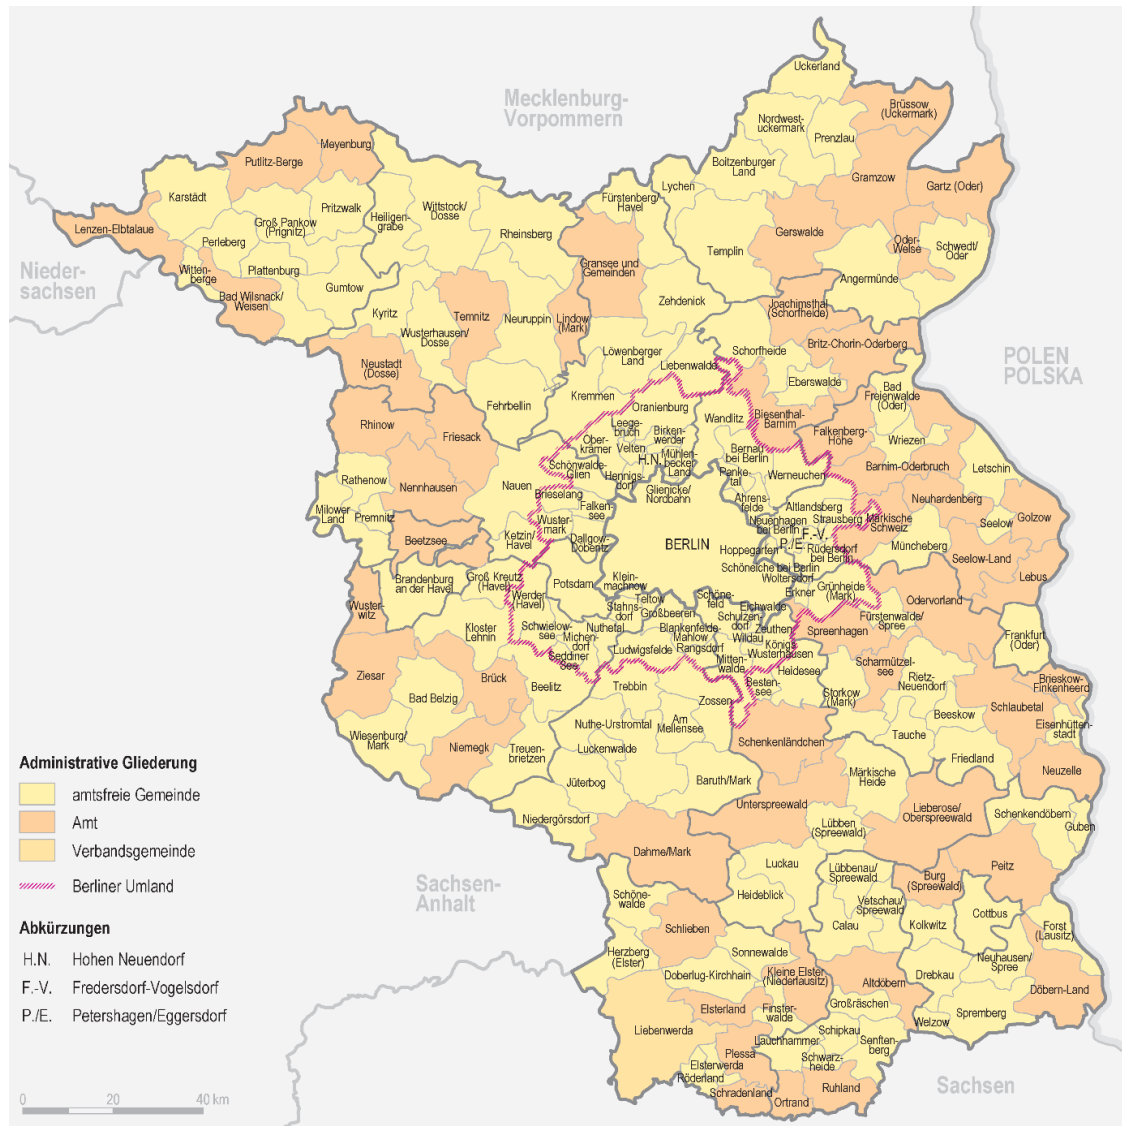 Uckerland
Mecklenburg-
Vorpommern
Brüssow
(Uckermark)
Nordwest-
uckermark
Prenzlau
Meyenburg
Putlitz-Berge
Boitzenburger
Land
Gramzow
Lychen
Gartz (Oder)
Karstädt
Fürstenberg/
Havel
Pritzwalk
Wittstock/
Dosse
Heiligen-
grabe
Groß Pankow
(Prignitz)
Lenzen-Elbtalaue
Rheinsberg
Gerswalde
Perleberg
Templin
Oder-
Welse
Schwedt/
Oder
Nieder-
sachsen
Witten-
berge
Plattenburg
Gransee und
Gemeinden
Angermünde
Gumtow
Bad Wilsnack/
Weisen
Zehdenick
Joachimsthal
(Schorfheide)
Kyritz
Temnitz
Neuruppin
Lindow
(Mark)
Wusterhausen/
Dosse
Britz-Chorin-Oderberg
Löwenberger
Land
Schorfheide
POLEN
POLSKA
Neustadt
(Dosse)
Liebenwalde
Eberswalde
Bad
Freienwalde
(Oder)
Kremmen
Fehrbellin
Oranienburg
Wandlitz
Biesenthal-
Barnim
Rhinow
Friesack
Leege-
bruch
Birken-
werder
Falkenberg-
Höhe
Wriezen
Ober-
krämer
Velten
H.N.
Mühlen-
becker
Land
Bernau
bei Berlin
Schönwalde-
Glien
Hennigs-
dorf
Panke-
tal
Werneuchen
Barnim-Oderbruch
Letschin
Rathenow
Nennhausen
Nauen
Brieselang
Glienicke/
Nordbahn
Ahrens-
felde
Altlandsberg
Neuhardenberg
Milower
Land
Premnitz
Falken-
see
Wuster-
mark
Neuenhagen
bei Berlin
Strausberg
Märkische
Schweiz
Golzow
Seelow
Beetzsee
Ketzin/
Havel
Dallgow-
Döberitz
BERLIN
F.-V.
P./E.
Hoppegarten
Rüdersdorf
bei Berlin
Müncheberg
Seelow-Land
Schöneiche bei Berlin
Woltersdorf
Lebus
Brandenburg
an der Havel
Groß Kreutz
(Havel)
Potsdam
Klein-
machnow
Erkner
Grünheide
(Mark)
Odervorland
Wuster-
witz
Werder
(Havel)
Teltow
Stahns-
dorf
Großbeeren
Schöne-
feld
Eichwalde
Schulzen-
dorf
Fürstenwalde/
Spree
Kloster
Lehnin
Schwielow-
see
Nuthetal
Michen-
dorf
Blankenfelde-
Mahlow
Rangsdorf
Zeuthen
Wildau
Spreenhagen
Frankfurt
(Oder)
Seddiner
See
Ludwigsfelde
Königs
Wusterhausen
Mitten-
walde
Scharmützel-
see
Ziesar
Brück
Beelitz
Heidesee
Besten-
see
Rietz-
Neuendorf
Brieskow-
Finkenheerd
Bad Belzig
Trebbin
Zossen
Storkow
(Mark)
Schlaubetal
Am
Mellensee
Beeskow
Eisenhütten-
stadt
Nuthe-Urstromtal
Tauche
Wiesenburg/
Mark
Niemegk
Treuen-
brietzen
Luckenwalde
Schenkenländchen
Friedland
Neuzelle
Jüterbog
Baruth/Mark
Märkische
Heide
Unterspreewald
Lieberose/
Oberspreewald
Schenkendöbern
Niedergörsdorf
Lübben
(Spreewald)
Guben
Dahme/Mark
Luckau
Lübbenau/
Spreewald
Burg
(Spreewald)
Peitz
Sachsen-
Anhalt
Schöne-
walde
Heideblick
Vetschau/
Spreewald
Cottbus
Calau
Kolkwitz
Forst
(Lausitz)
Schlieben
Herzberg
(Elster)
Sonnewalde
Neuhausen/
Spree
Doberlug-Kirchhain
Kleine Elster
(Niederlausitz)
Drebkau
Altdöbern
Döbern-Land
Elsterland
Finster-
walde
Großräschen
Spremberg
Welzow
Liebenwerda
Schipkau
Lauchhammer
Senften-
berg
Plessa
Schwarz-
heide
Elsterwerda
Röderland
Schradenland
Ortrand
Ruhland
Sachsen
Administrative Gliederung
amtsfreie Gemeinde
Amt
Verbandsgemeinde
Berliner Umland
Abkürzungen
H.N. Hohen Neuendorf
F.-V. Fredersdorf-Vogelsdorf
P./E. Petershagen/Eggersdorf
0 20 40 km